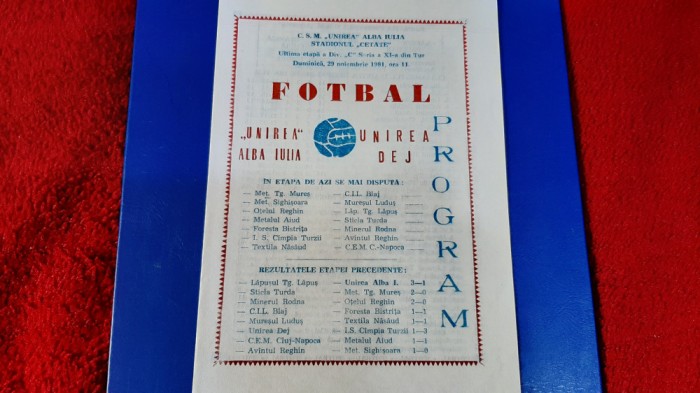 C. S. M. „UNIREA“ ALBA IULIA
STADIONUL „CETATE“
Ultima etapă a Div. „C“ Seria a XI-a din Tur
Duminică, 29 noiembrie 1981, ora 11
FOTBAL
„UNIREA“ UNIREA
ALBA IULIA DEJ
PROGRAM
ÎN ETAPA DE AZI SE MAI DISPUTĂ:
— Met. Tg. Mureș — C.I.L. Blaj
— Met. Sighișoara — Mureșul Luduș
— Oțelul Reghin — Lăp. Tg. Lăpuș
— Metalul Aiud — Sticla Turda
— Foresta Bistrița — Minerul Rodna
— I. S. Cîmpia Turzii — Avîntul Reghin
— Textila Năsăud — C.E.M. C.-Napoca
REZULTATELE ETAPEI PRECEDENTE:
— Lăpușul Tg. Lăpuș — Unirea Alba I. 3—1
— Sticla Turda — Met. Tg. Mureș 2—0
— Minerul Rodna — Oțelul Reghin 2—0
— C.I.L. Blaj — Foresta Bistrița 1—1
— Mureșul Luduș — Textila Năsăud 1—1
— Unirea Dej — I.S. Cîmpia Turzii 1—3
— C.E.M. Cluj-Napoca — Metalul Aiud 1—1
— Avîntul Reghin — Met. Sighișoara 1—0